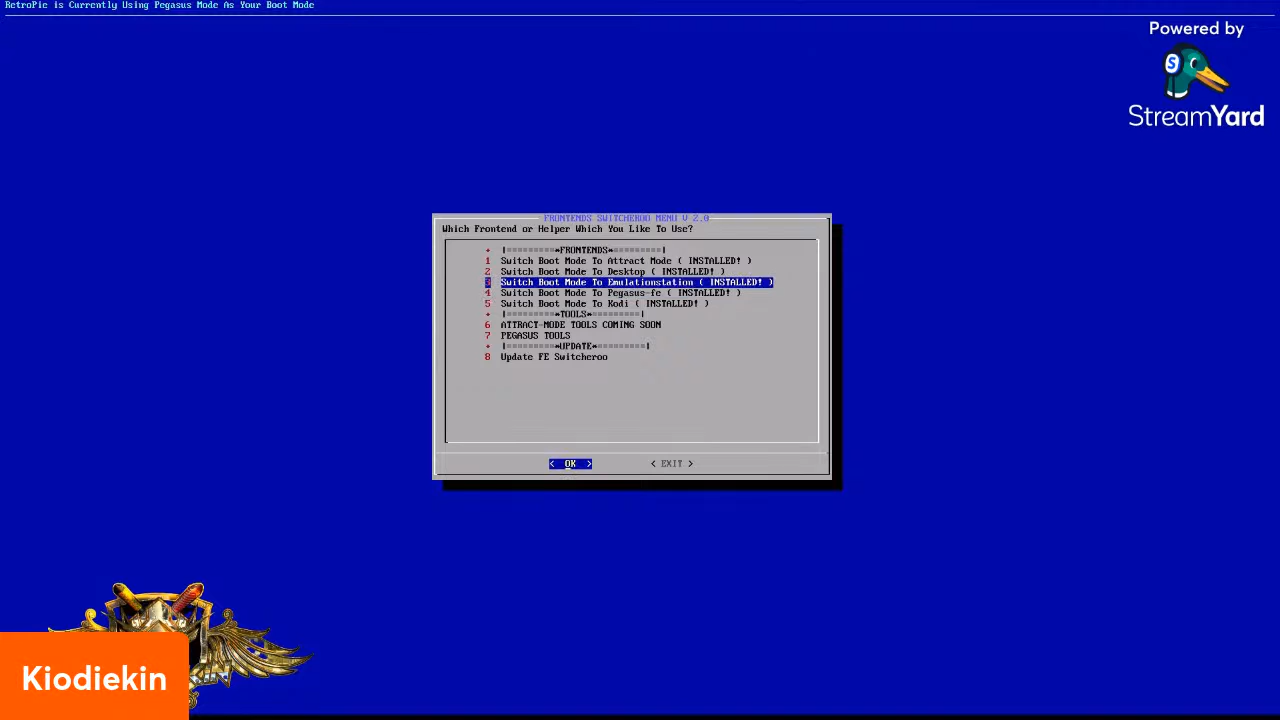 RetroPie is Currently Using Pegasus Mode As Your Boot Mode
Powered by
S
StreamYard
FRONTENDS SWITCHEROO MENU V 2.0
Which Frontend or Helper Which You Like To Use?
+ |=========*FRONTENDS*=========|
1 Switch Boot Mode To Attract Mode ( INSTALLED! )
2 Switch Boot Mode To Desktop ( INSTALLED! )
3 Switch Boot Mode To Emulationstation ( INSTALLED! )
4 Switch Boot Mode To Pegasus-fe ( INSTALLED! )
5 Switch Boot Mode To Kodi ( INSTALLED! )
+ |=========*TOOLS*=========|
6 ATTRACT-MODE TOOLS COMING SOON
7 PEGASUS TOOLS
+ |=========*UPDATE*=========|
8 Update FE Switcheroo
< OK > < EXIT >
Kiodiekin